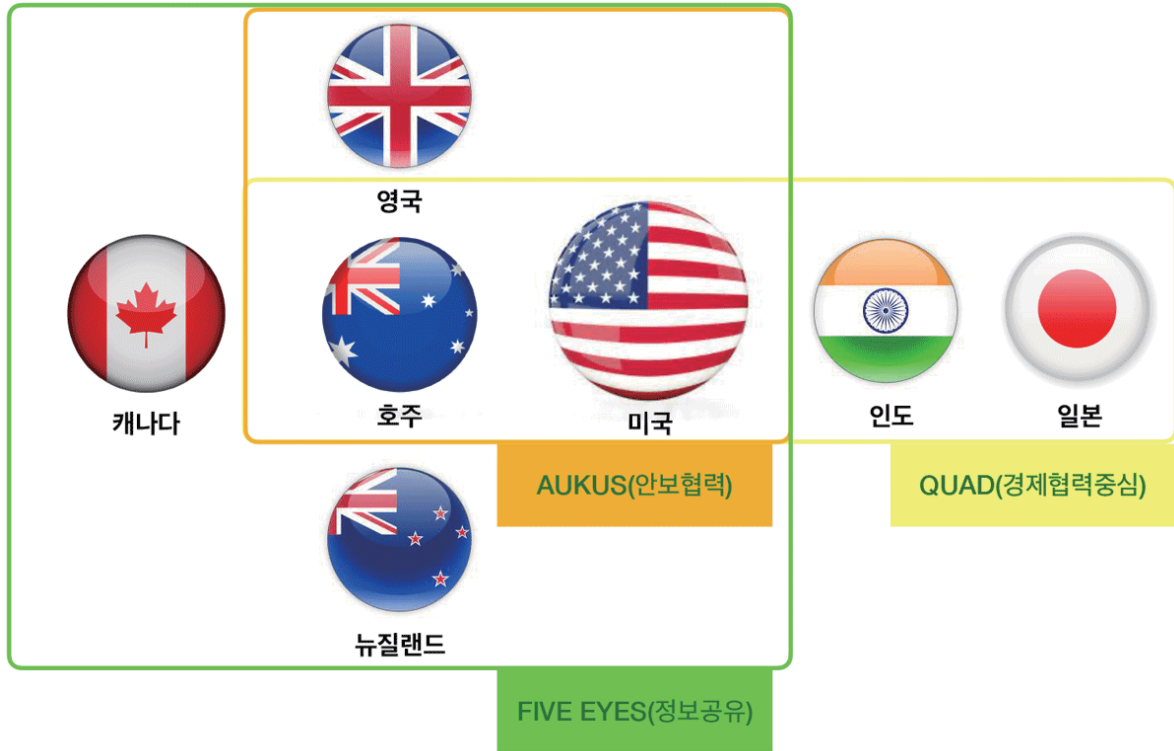 영국
캐나다
호주
미국
인도
일본
AUKUS(안보협력)
QUAD(경제협력중심)
뉴질랜드
FIVE EYES(정보공유)